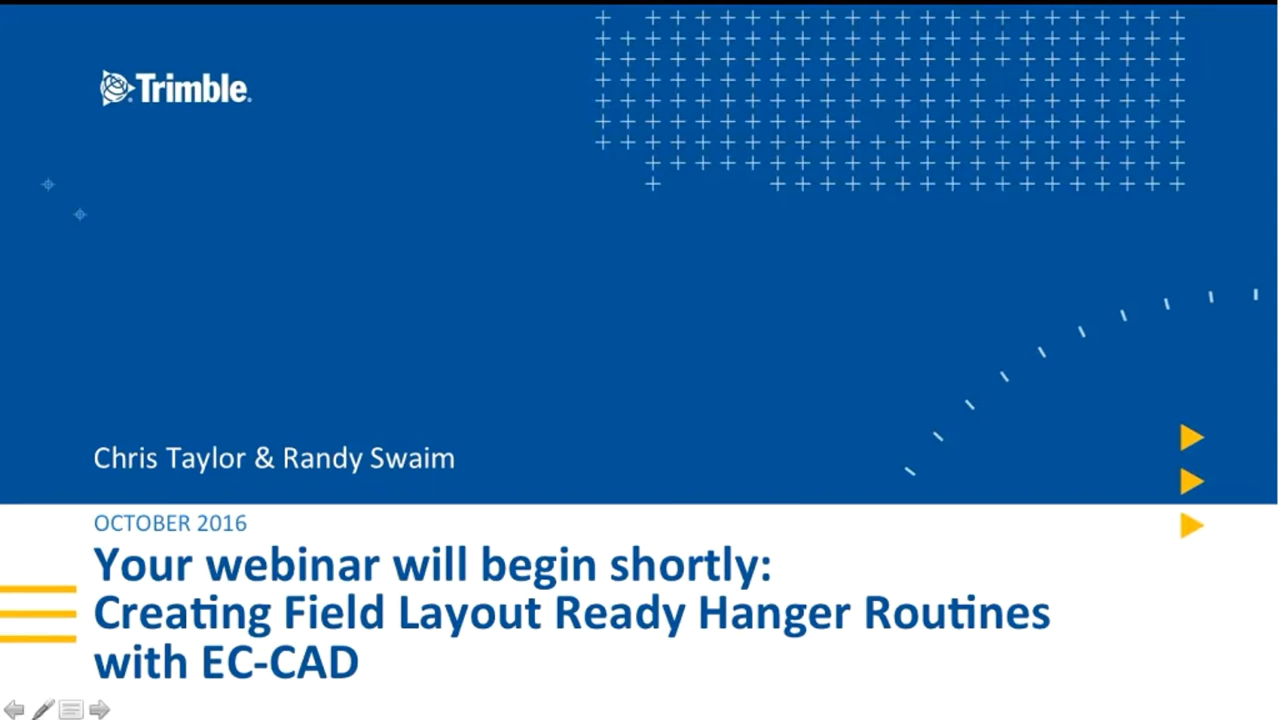 Trimble
Chris Taylor & Randy Swaim
OCTOBER 2016
Your webinar will begin shortly:
Creating Field Layout Ready Hanger Routines
with EC-CAD